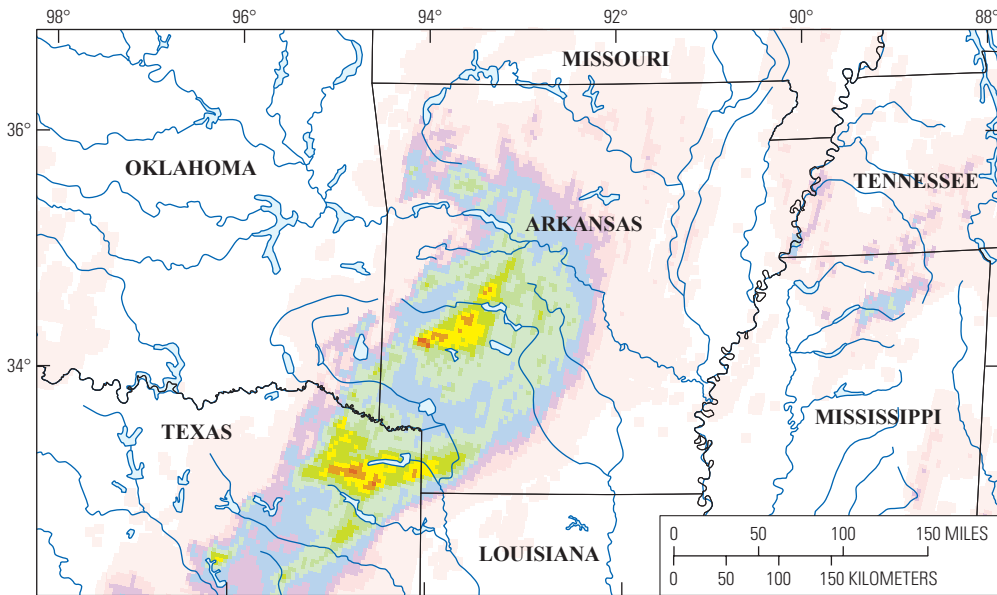 98° 96° 94° 92° 90° 88°
MISSOURI
36°
OKLAHOMA
TENNESSEE
ARKANSAS
34°
MISSISSIPPI
TEXAS
0 50 100 150 MILES
LOUISIANA
0 50 100 150 KILOMETERS